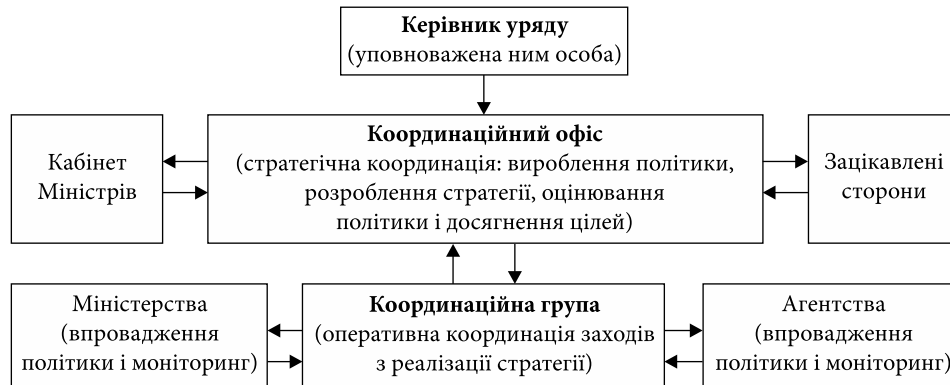 Керівник уряду
(уповноважена ним особа)
Кабінет
Міністрів
Координаційний офіс
(стратегічна координація: вироблення політики,
розроблення стратегії, оцінювання
політики і досягнення цілей)
Зацікавлені
сторони
Міністерства
(впровадження
політики і моніторинг)
Координаційна група
(оперативна координація заходів
з реалізації стратегії)
Агентства
(впровадження
політики і моніторинг)